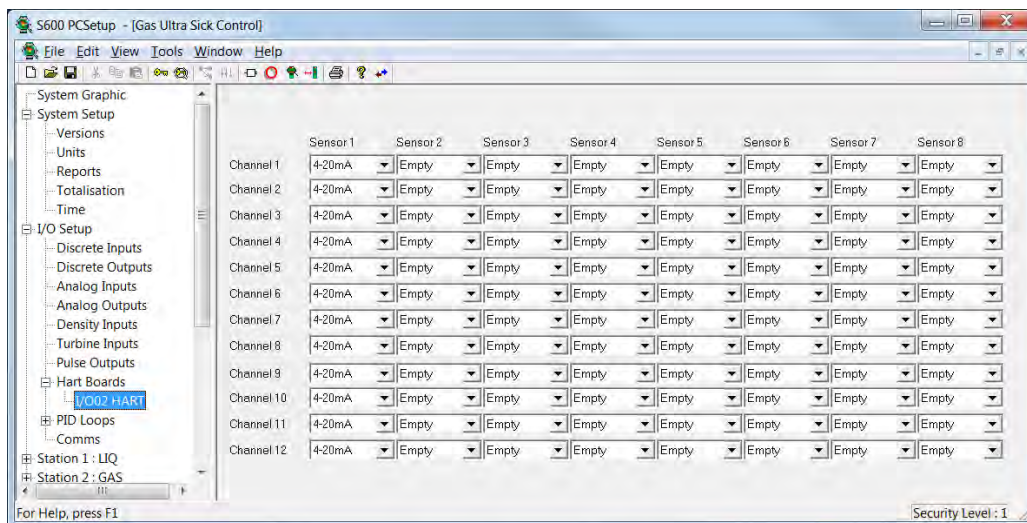 S600 PCSetup - [Gas Ultra Sick Control]
File Edit View Tools Window Help
System Graphic
System Setup
Versions
Units
Reports
Totalisation
Time
I/O Setup
Discrete Inputs
Discrete Outputs
Analog Inputs
Analog Outputs
Density Inputs
Turbine Inputs
Pulse Outputs
Hart Boards
I/O02 HART
PID Loops
Comms
Station 1 : LIQ
Station 2 : GAS
Sensor 1 Sensor 2 Sensor 3 Sensor 4 Sensor 5 Sensor 6 Sensor 7 Sensor 8
Channel 1 4-20mA Empty Empty Empty Empty Empty Empty Empty
Channel 2 4-20mA Empty Empty Empty Empty Empty Empty Empty
Channel 3 4-20mA Empty Empty Empty Empty Empty Empty Empty
Channel 4 4-20mA Empty Empty Empty Empty Empty Empty Empty
Channel 5 4-20mA Empty Empty Empty Empty Empty Empty Empty
Channel 6 4-20mA Empty Empty Empty Empty Empty Empty Empty
Channel 7 4-20mA Empty Empty Empty Empty Empty Empty Empty
Channel 8 4-20mA Empty Empty Empty Empty Empty Empty Empty
Channel 9 4-20mA Empty Empty Empty Empty Empty Empty Empty
Channel 10 4-20mA Empty Empty Empty Empty Empty Empty Empty
Channel 11 4-20mA Empty Empty Empty Empty Empty Empty Empty
Channel 12 4-20mA Empty Empty Empty Empty Empty Empty Empty
For Help, press F1 Security Level : 1